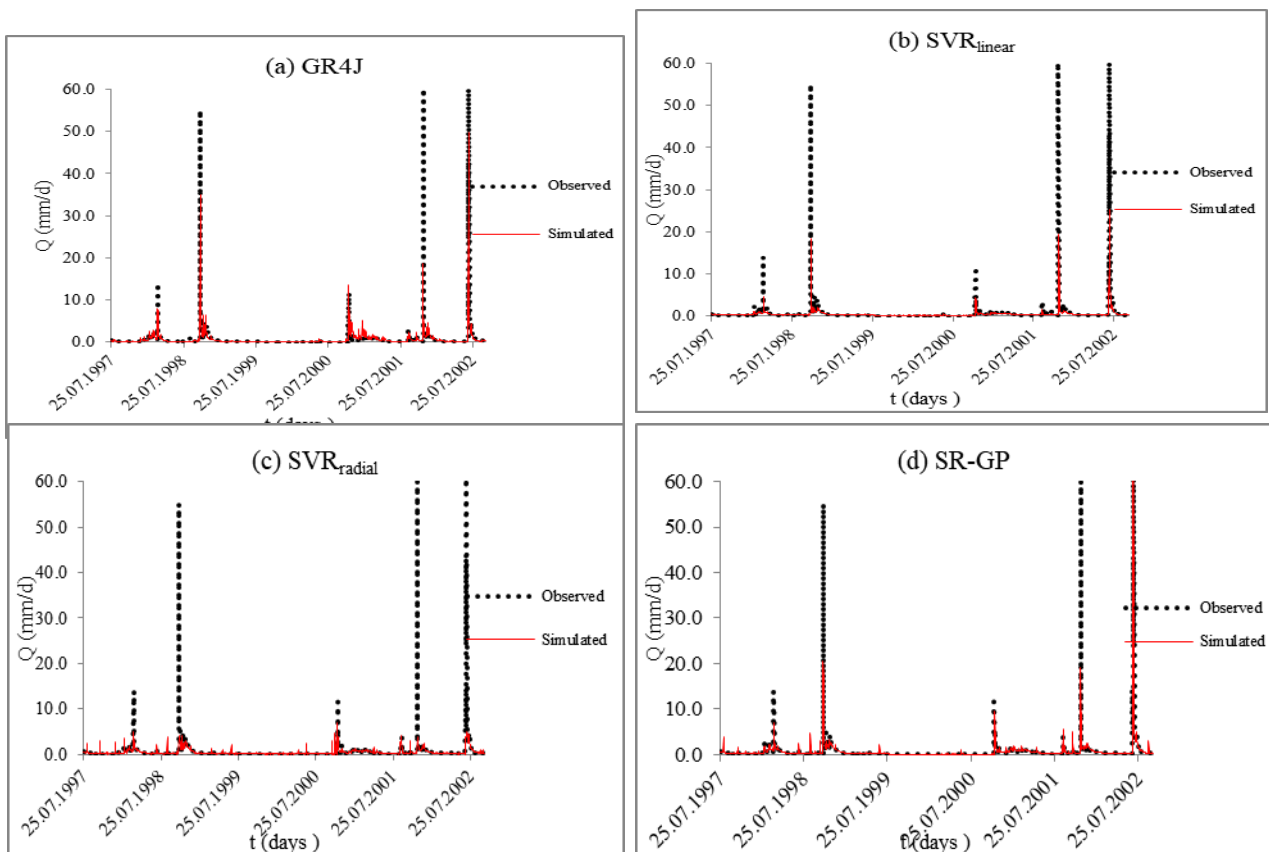 (a) GR4J
60.0
50.0
40.0
30.0
20.0
10.0
0.0
Q (mm/d)
Observed
Simulated
25.07.1997
25.07.1998
25.07.1999
25.07.2000
25.07.2001
25.07.2002
t (days )
(b) SVRlinear
60.0
50.0
40.0
30.0
20.0
10.0
0.0
Q (mm/d)
Observed
Simulated
25.07.1997
25.07.1998
25.07.1999
25.07.2000
25.07.2001
25.07.2002
t (days )
(c) SVRradial
60.0
50.0
40.0
30.0
20.0
10.0
0.0
Q (mm/d)
Observed
Simulated
25.07.1997
25.07.1998
25.07.1999
25.07.2000
25.07.2001
25.07.2002
t (days )
(d) SR-GP
60.0
50.0
40.0
30.0
20.0
10.0
0.0
Q (mm/d)
Observed
Simulated
25.07.1997
25.07.1998
25.07.1999
25.07.2000
25.07.2001
25.07.2002
t (days )